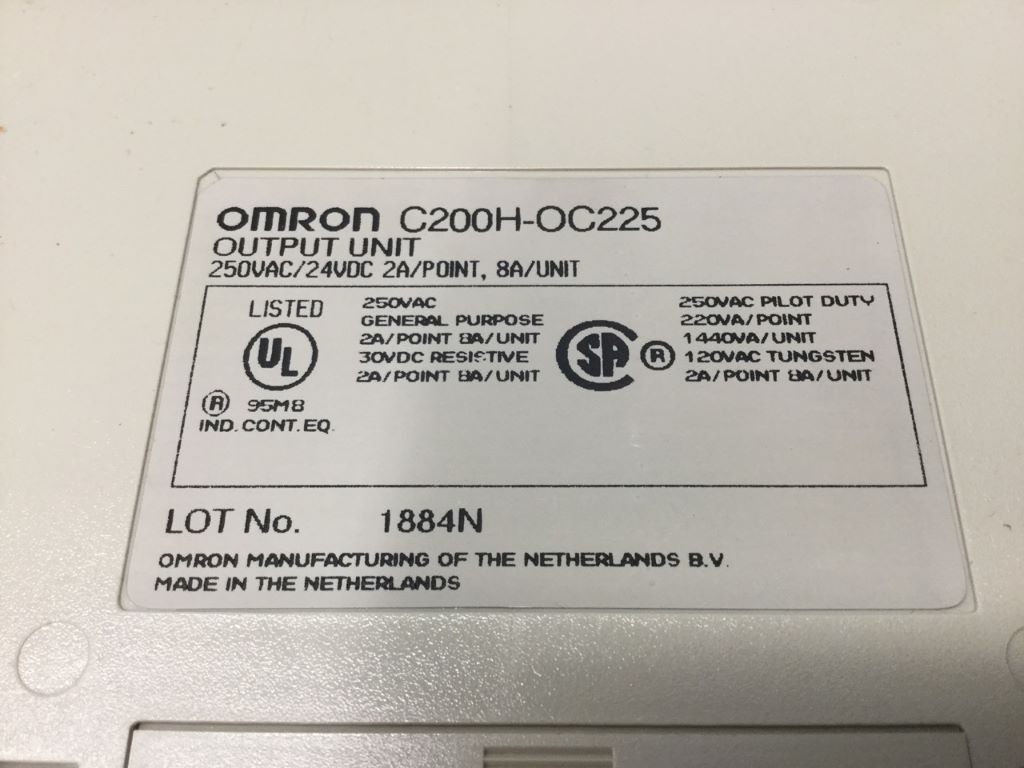 OMRON C200H-OC225
OUTPUT UNIT
250VAC/24VDC 2A/POINT, 8A/UNIT
LISTED
UL
® 95M8
IND. CONT. EQ.
250VAC
GENERAL PURPOSE
2A/POINT 8A/UNIT
30VDC RESISTIVE
2A/POINT 8A/UNIT
SA ®
250VAC PILOT DUTY
220VA/POINT
1440VA/UNIT
120VAC TUNGSTEN
2A/POINT 8A/UNIT
LOT No. 1884N
OMRON MANUFACTURING OF THE NETHERLANDS B.V.
MADE IN THE NETHERLANDS